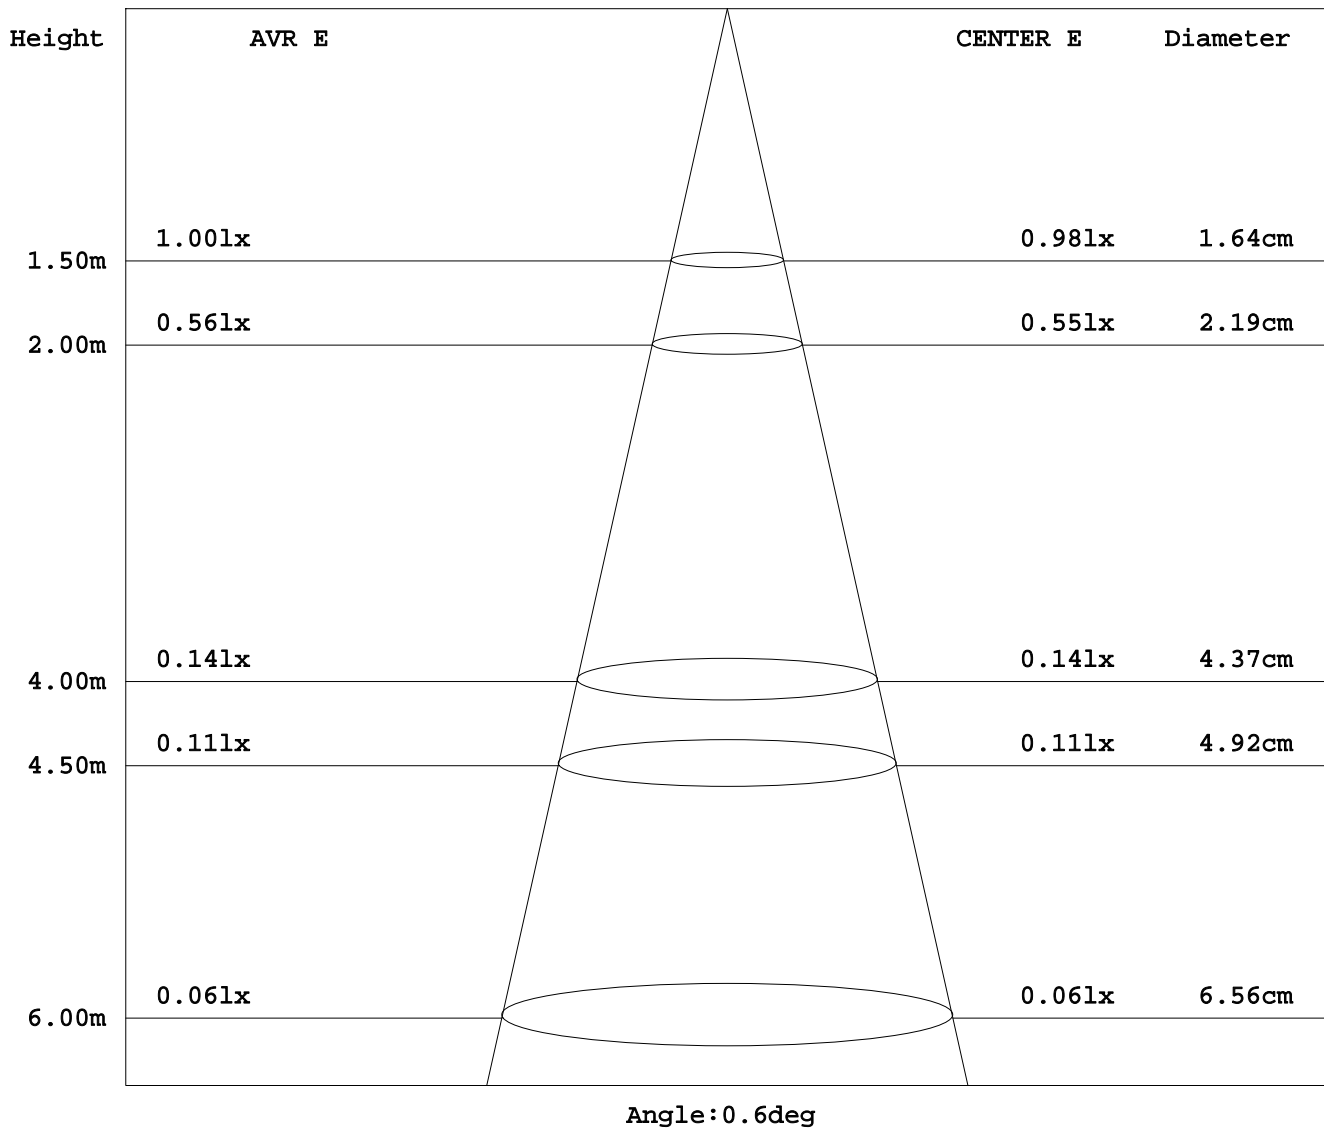 Height AVR E CENTER E Diameter
1.00lx 0.98lx 1.64cm
1.50m
0.56lx 0.55lx 2.19cm
2.00m
0.14lx 0.14lx 4.37cm
4.00m
0.11lx 0.11lx 4.92cm
4.50m
0.06lx 0.06lx 6.56cm
6.00m
Angle:0.6deg